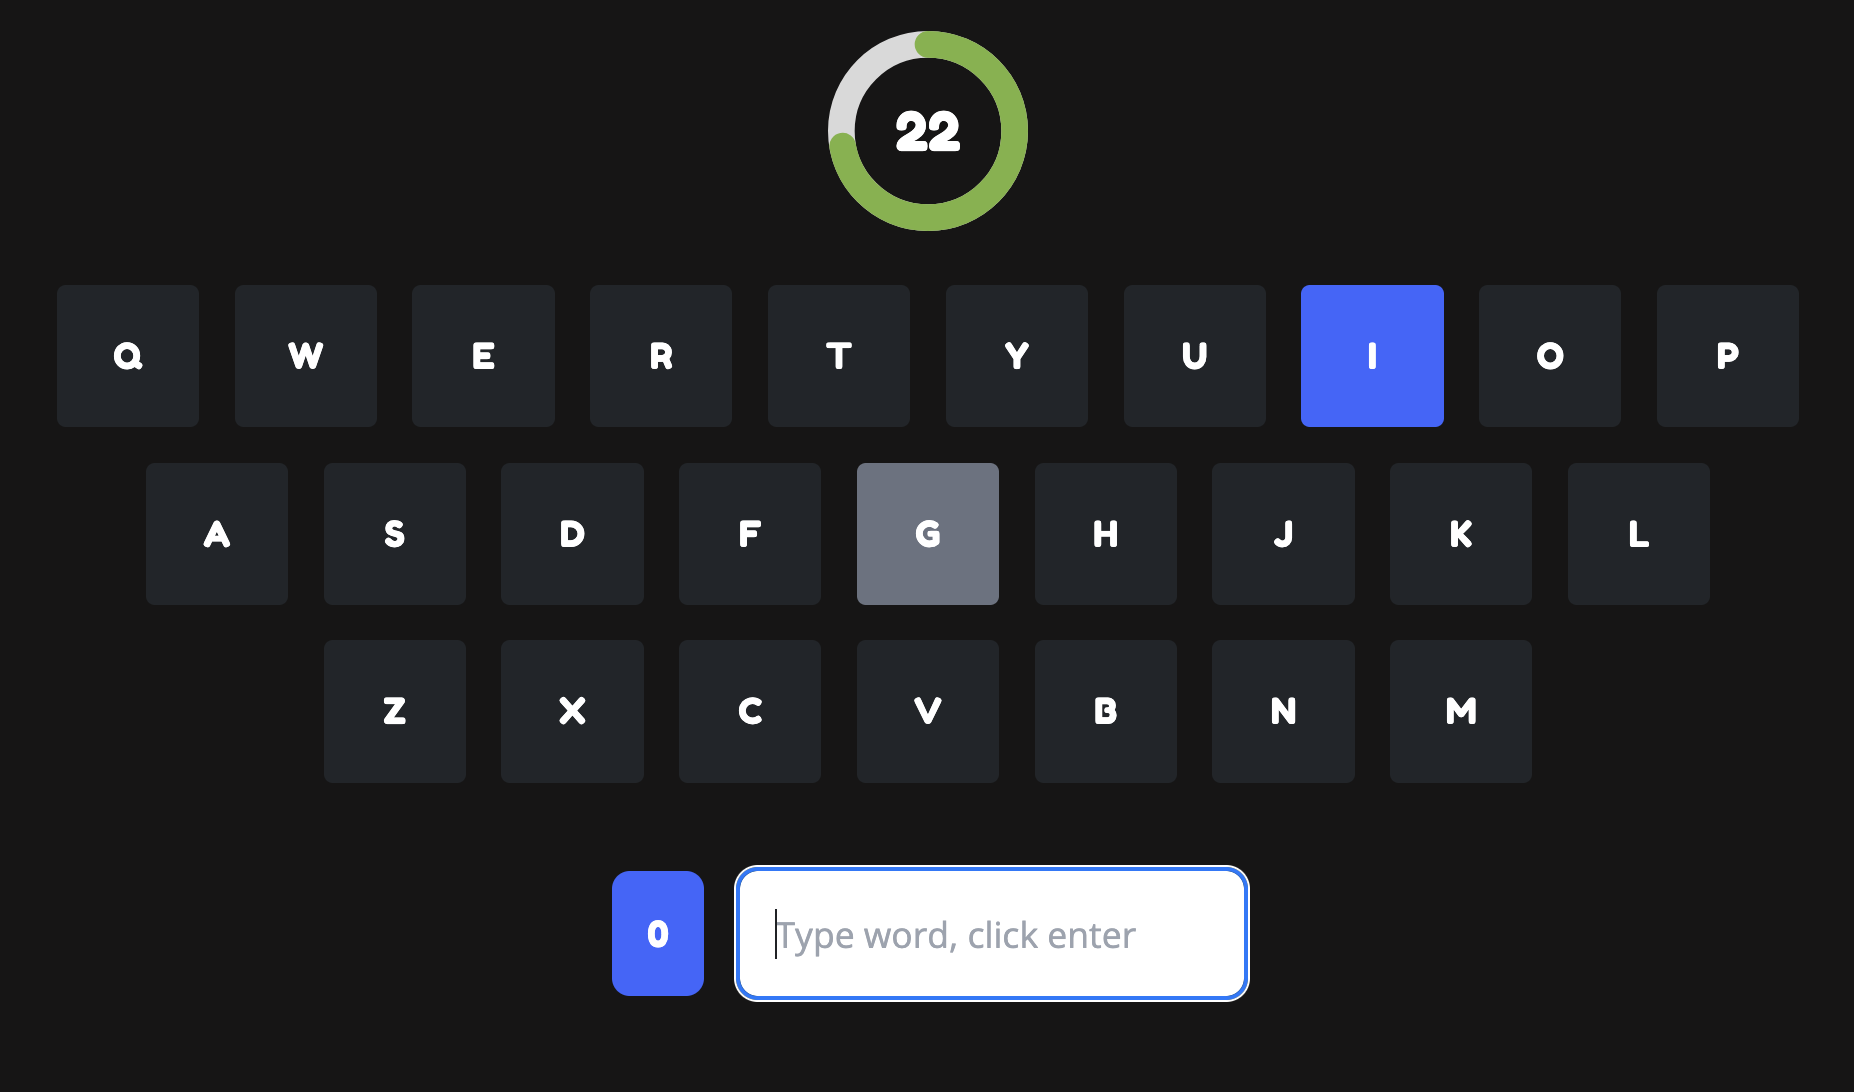 22
Q W E R T Y U I O P
A S D F G H J K L
Z X C V B N M
0 Type word, click enter